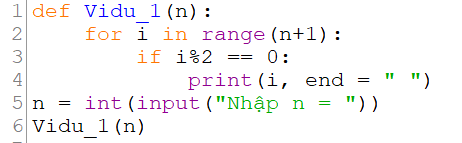 1 def Vidu_1(n):
2     for i in range(n+1):
3         if i%2 == 0:
4             print(i, end = " ")
5 n = int(input("Nhập n = "))
6 Vidu_1(n)